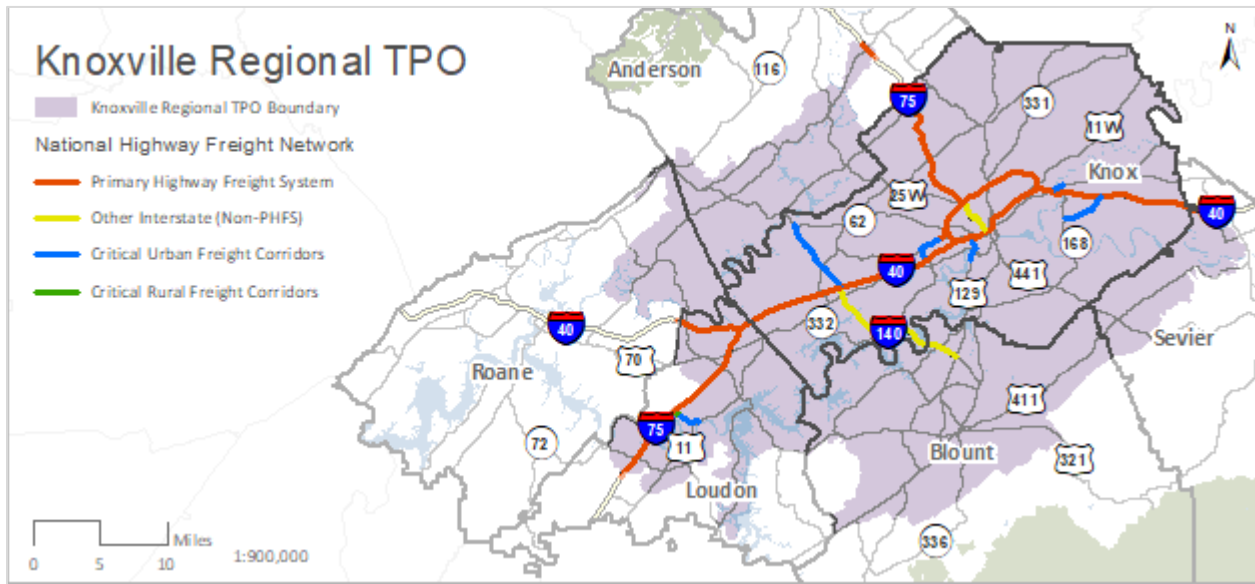 Knoxville Regional TPO
Knoxville Regional TPO Boundary
National Highway Freight Network
Primary Highway Freight System
Other Interstate (Non-PHFS)
Critical Urban Freight Corridors
Critical Rural Freight Corridors
N
Anderson
116
75
331
11W
Knox
25W
62
40
168
40
441
129
332
140
Sevier
40
70
Roane
411
75
11
72
Blount
321
Loudon
336
Miles
0 5 10
1:900,000